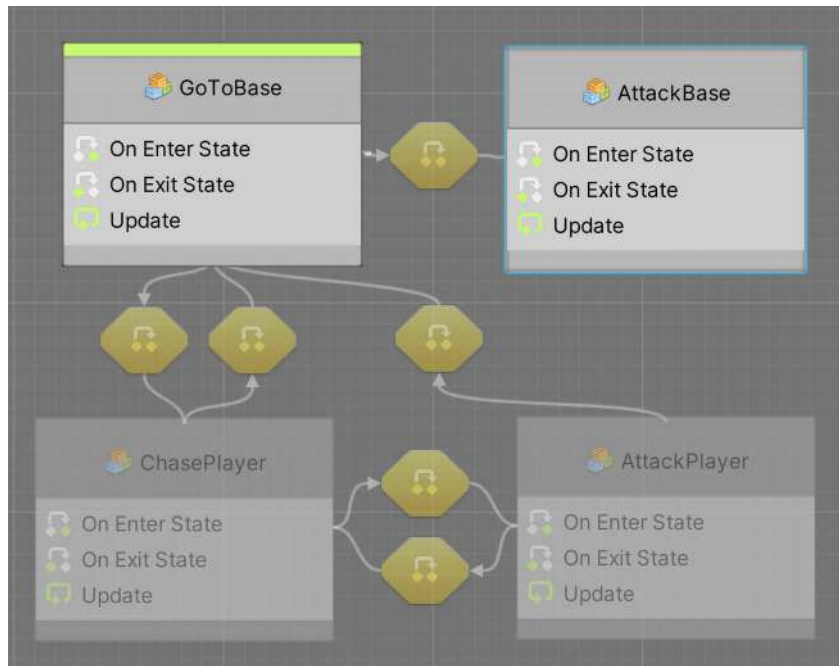 GoToBase
On Enter State
On Exit State
Update
AttackBase
On Enter State
On Exit State
Update
ChasePlayer
On Enter State
On Exit State
Update
AttackPlayer
On Enter State
On Exit State
Update